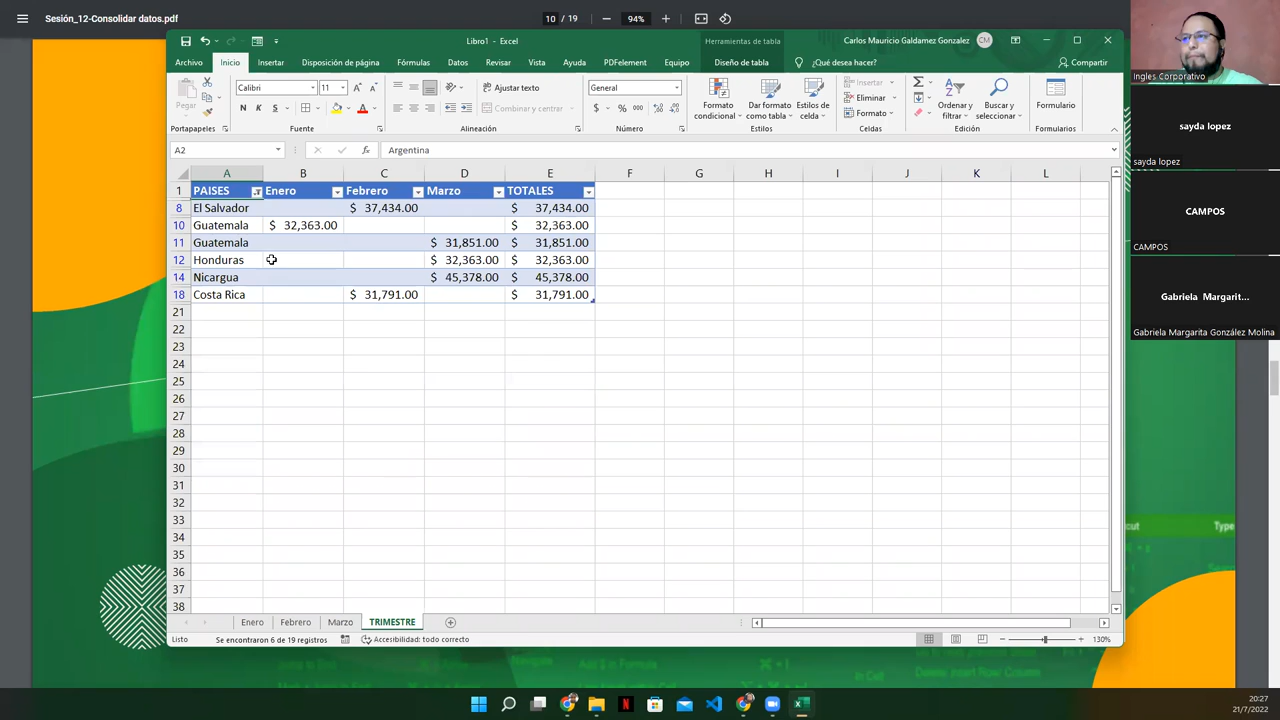 Sesión_12-Consolidar datos.pdf
10 / 19
94%
Libro1 - Excel
Herramientas de tabla
Carlos Mauricio Galdamez Gonzalez
CM
Archivo Inicio Insertar Disposición de página Fórmulas Datos Revisar Vista Ayuda PDFelement Equipo Diseño de tabla ¿Qué desea hacer? Compartir
Pegar
Calibri 11
N K S
Ajustar texto
Combinar y centrar
General
$ % 000
Formato condicional
Dar formato como tabla
Estilos de celda
Insertar
Eliminar
Formato
Ordenar y filtrar
Buscar y seleccionar
Formularios
Portapapeles Fuente Alineación Número Estilos Celdas Edición Formularios
A2 fx Argentina
A B C D E F G H I J K L
1 PAISES Enero Febrero Marzo TOTALES
8 El Salvador $ 37,434.00 $ 37,434.00
10 Guatemala $ 32,363.00 $ 32,363.00
11 Guatemala $ 31,851.00 $ 31,851.00
12 Honduras $ 32,363.00 $ 32,363.00
14 Nicargua $ 45,378.00 $ 45,378.00
18 Costa Rica $ 31,791.00 $ 31,791.00
21
22
23
24
25
26
27
28
29
30
31
32
33
34
35
36
37
38
Enero Febrero Marzo TRIMESTRE
Listo Se encontraron 6 de 19 registros Accesibilidad: todo correcto 130%
Ingles Corporativo
sayda lopez
sayda lopez
CAMPOS
CAMPOS
Gabriela Margarit...
Gabriela Margarita González Molina
Type
in Cell
20:27
21/7/2022